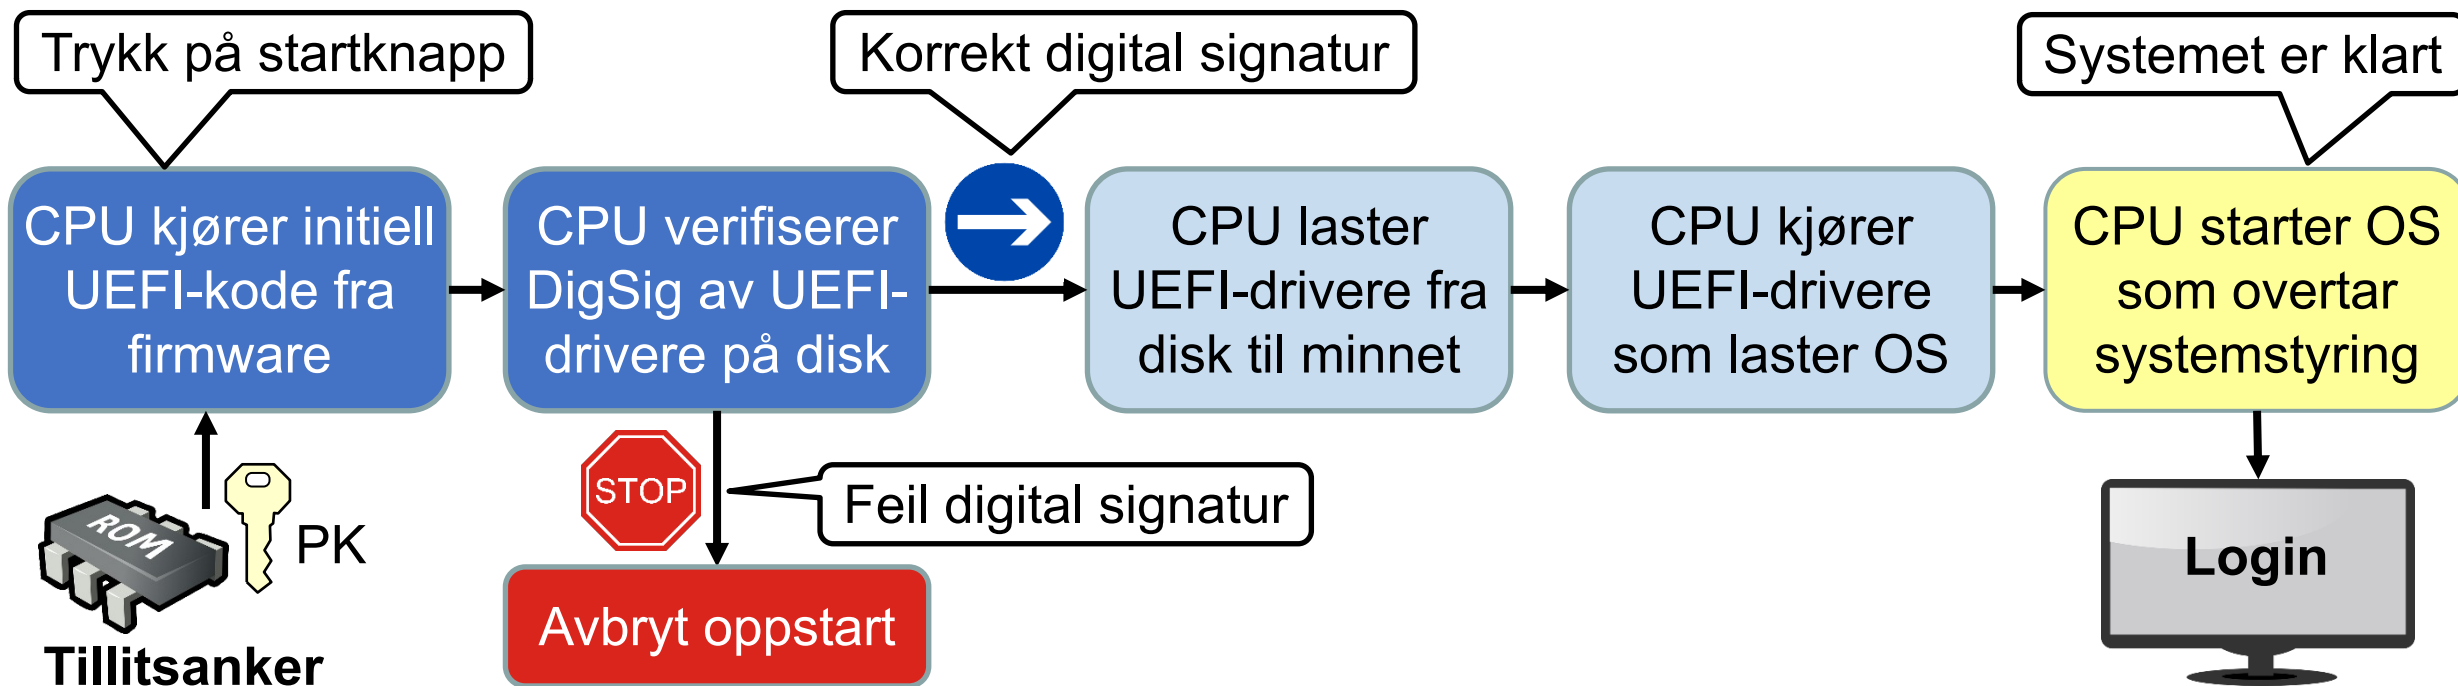 Trykk på startknapp
Korrekt digital signatur
Systemet er klart
CPU kjører initiell
UEFI-kode fra
firmware
CPU verifiserer
DigSig av UEFI-
drivere på disk
CPU laster
UEFI-drivere fra
disk til minnet
CPU kjører
UEFI-drivere
som laster OS
CPU starter OS
som overtar
systemstyring
ROM
PK
Tillitsanker
STOP
Feil digital signatur
Avbryt oppstart
Login